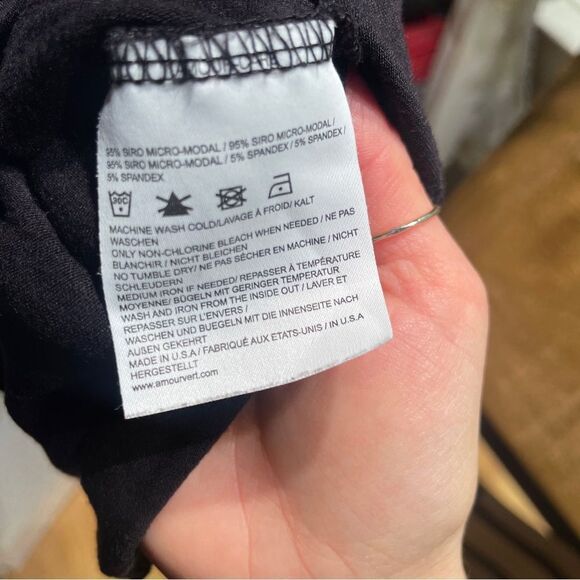 95% SIRO MICRO-MODAL / 95% SIRO MICRO-MODAL /
95% SIRO MICRO-MODAL / 5% SPANDEX / 5% SPANDEX /
5% SPANDEX
30C
MACHINE WASH COLD/LAVAGE À FROID/ KALT
WASCHEN
ONLY NON-CHLORINE BLEACH WHEN NEEDED / NE PAS
BLANCHIR / NICHT BLEICHEN
NO TUMBLE DRY/ NE PAS SÉCHER EN MACHINE / NICHT
SCHLEUDERN
MEDIUM IRON IF NEEDED/ REPASSER À TEMPÉRATURE
MOYENNE/ BÜGELN MIT GERINGER TEMPERATUR
WASH AND IRON FROM THE INSIDE OUT / LAVER ET
REPASSER SUR L'ENVERS /
WASCHEN UND BUEGELN MIT DIE INNENSEITE NACH
AUßEN GEKEHRT
MADE IN U.S.A / FABRIQUÉ AUX ETATS-UNIS / IN U.S.A
HERGESTELLT
www.amourvert.com